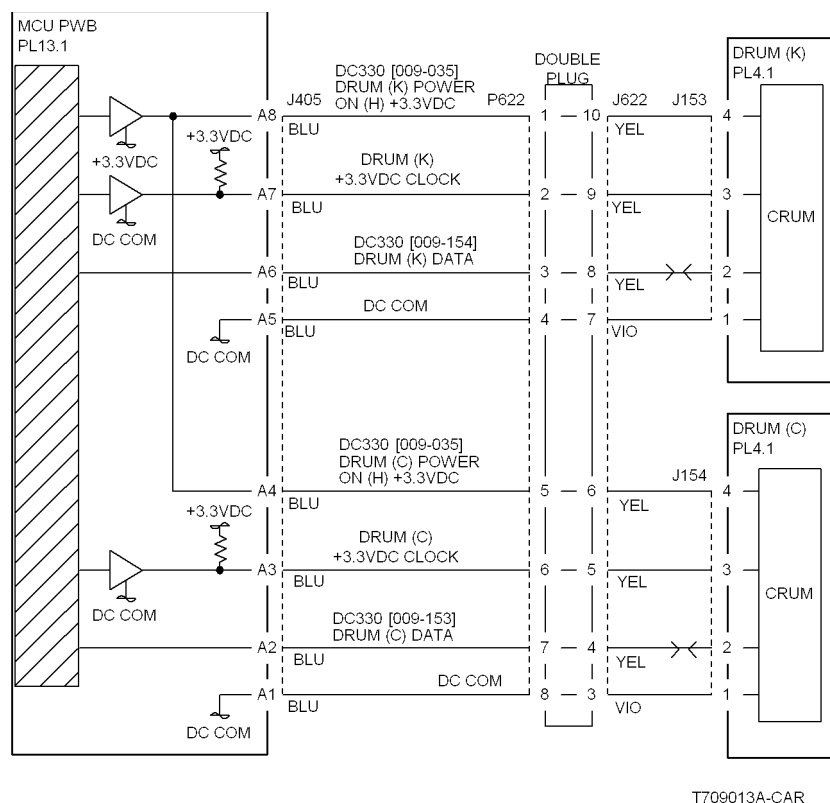 MCU PWB
PL13.1
DC330 [009-035]
DRUM (K) POWER
ON (H) +3.3VDC
DOUBLE
PLUG
DRUM (K)
PL4.1
A8 J405 P622 1 10 J622 J153 4
BLU YEL
+3.3VDC
+3.3VDC
DRUM (K)
+3.3VDC CLOCK
A7 2 9 3
BLU YEL
CRUM
DC COM
DC330 [009-154]
DRUM (K) DATA
A6 3 8 2
BLU YEL
DC COM
A5 4 7 1
BLU VIO
DC COM
DRUM (C)
PL4.1
DC330 [009-035]
DRUM (C) POWER
ON (H) +3.3VDC
J154
A4 5 6 4
BLU YEL
+3.3VDC
DRUM (C)
+3.3VDC CLOCK
A3 6 5 3
BLU YEL
CRUM
DC COM
DC330 [009-153]
DRUM (C) DATA
A2 7 4 2
BLU YEL
DC COM
A1 8 3 1
BLU VIO
DC COM
T709013A-CAR